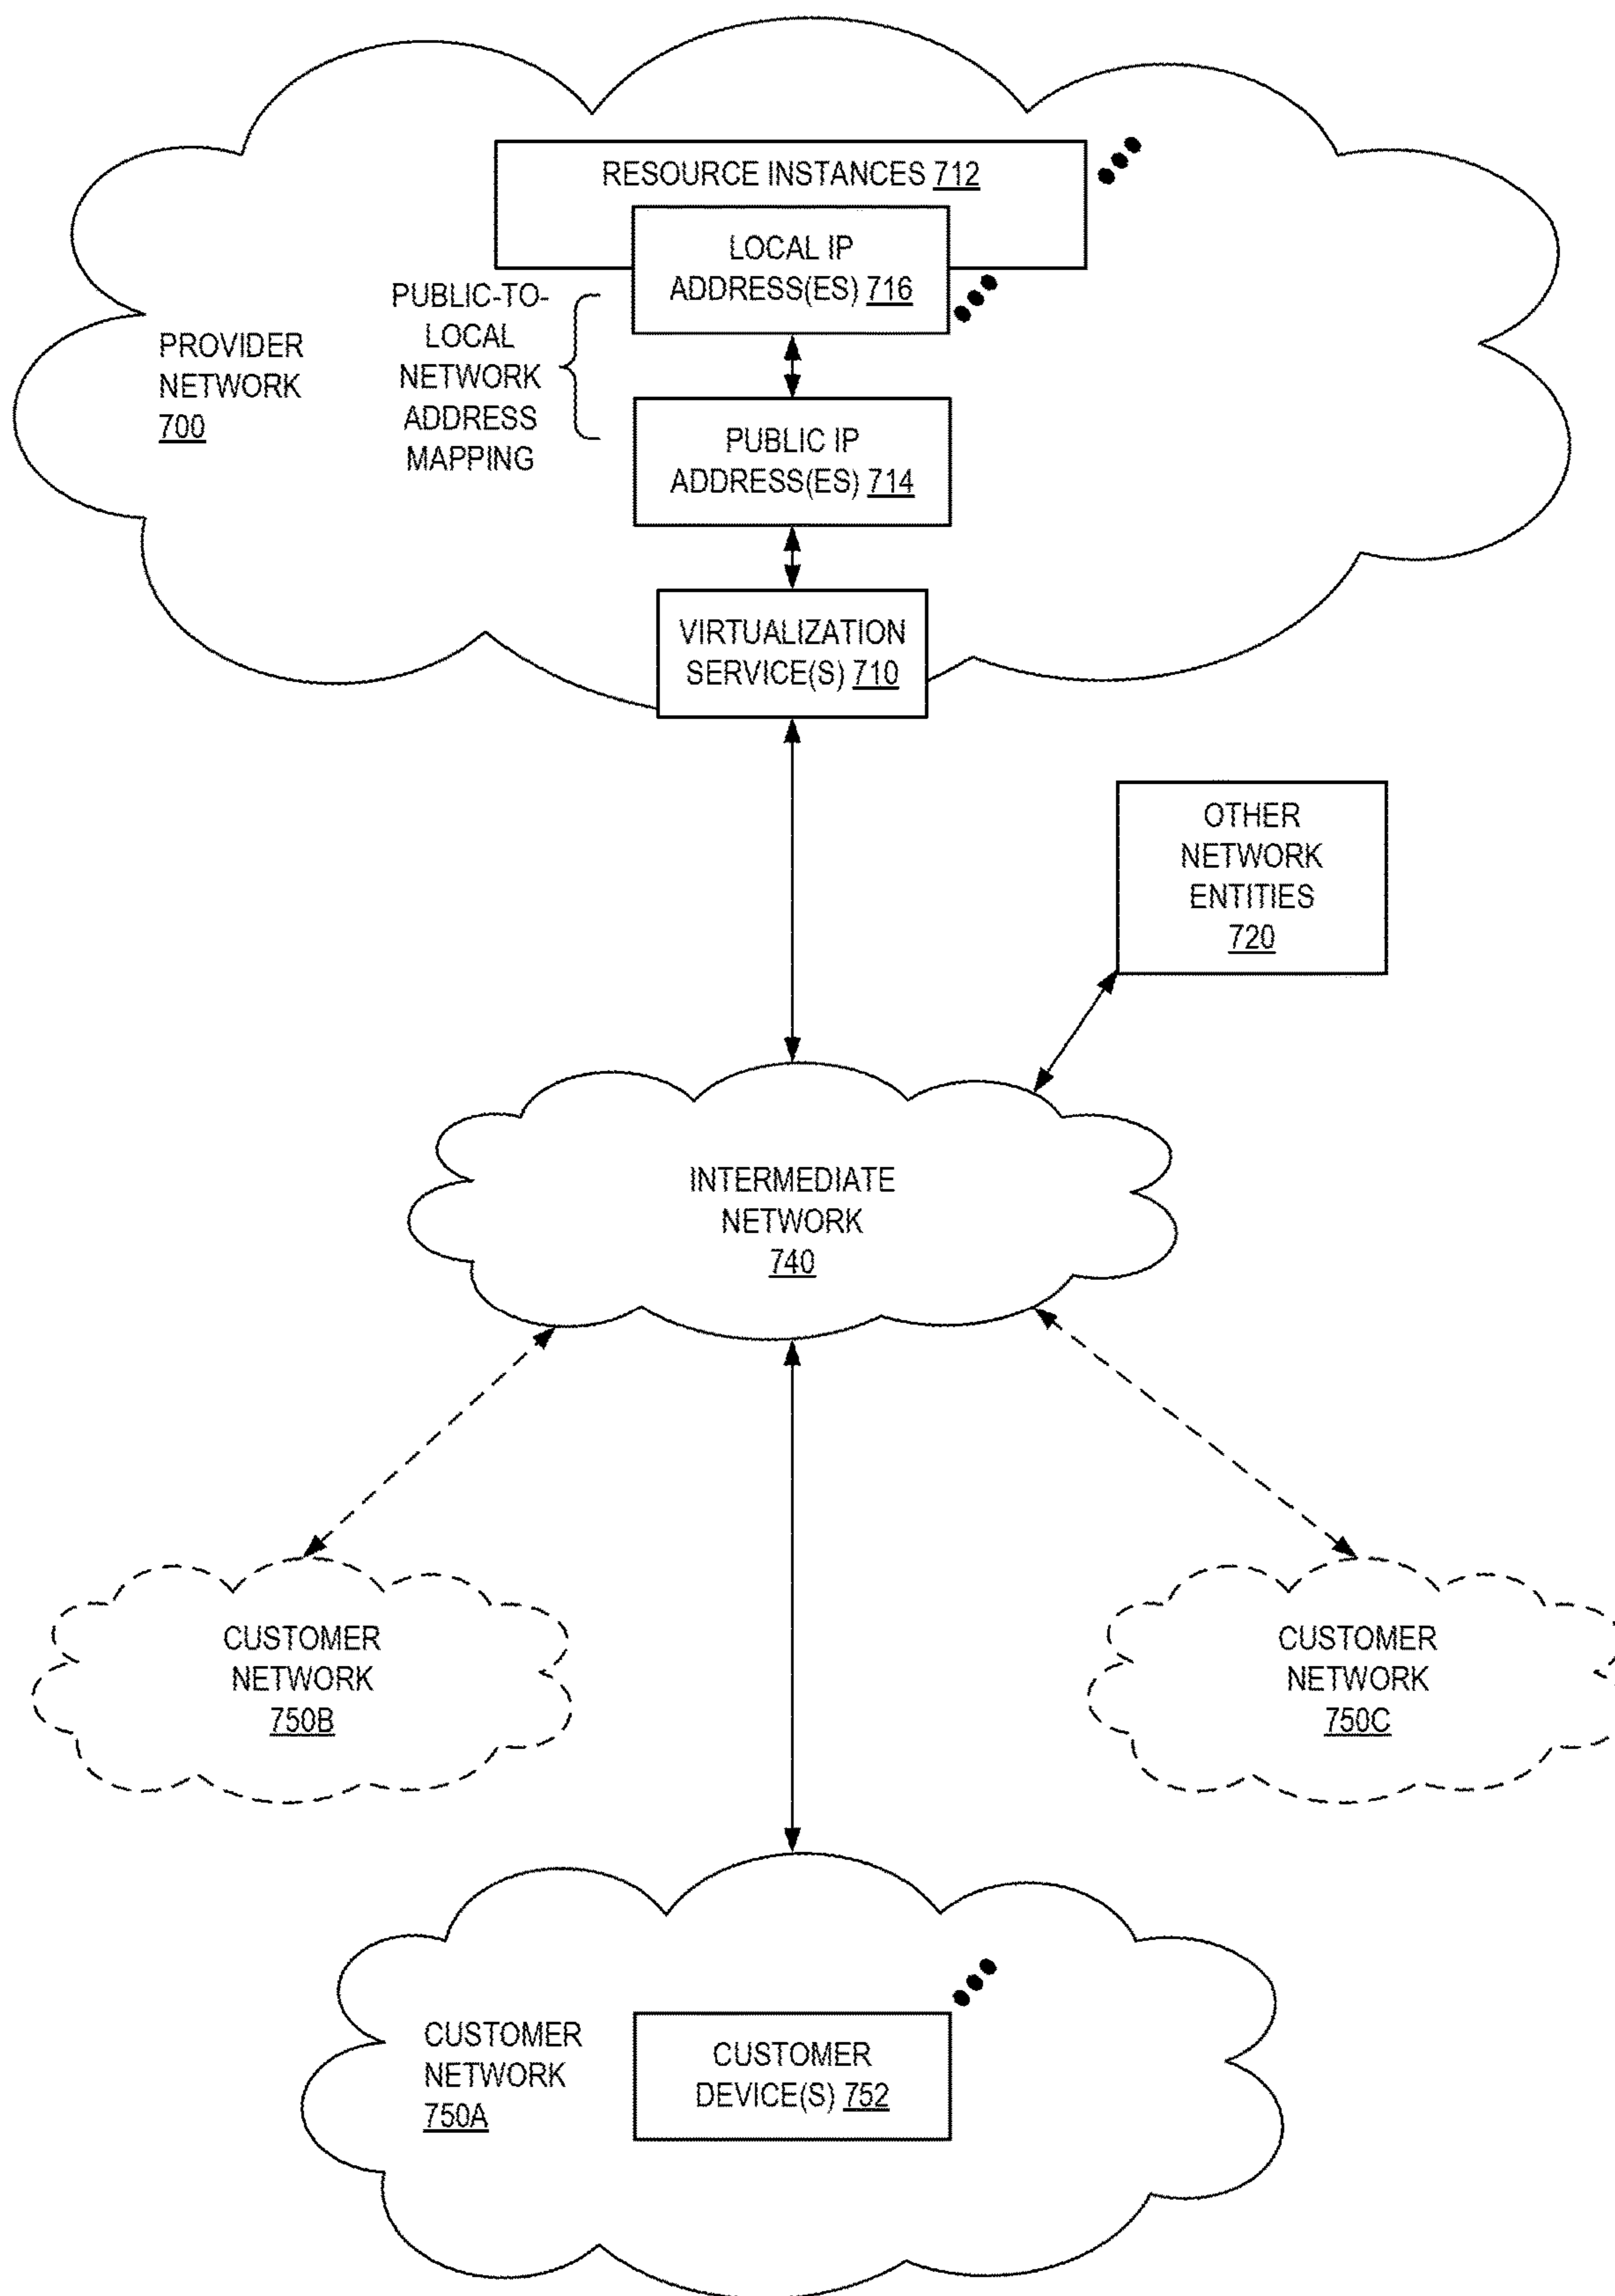 RESOURCE INSTANCES 712
LOCAL IP
ADDRESS(ES) 716
PUBLIC-TO-
LOCAL
NETWORK
ADDRESS
MAPPING
PROVIDER
NETWORK
700
PUBLIC IP
ADDRESS(ES) 714
VIRTUALIZATION
SERVICE(S) 710
OTHER
NETWORK
ENTITIES
720
INTERMEDIATE
NETWORK
740
CUSTOMER
NETWORK
750B
CUSTOMER
NETWORK
750C
CUSTOMER
NETWORK
750A
CUSTOMER
DEVICE(S) 752